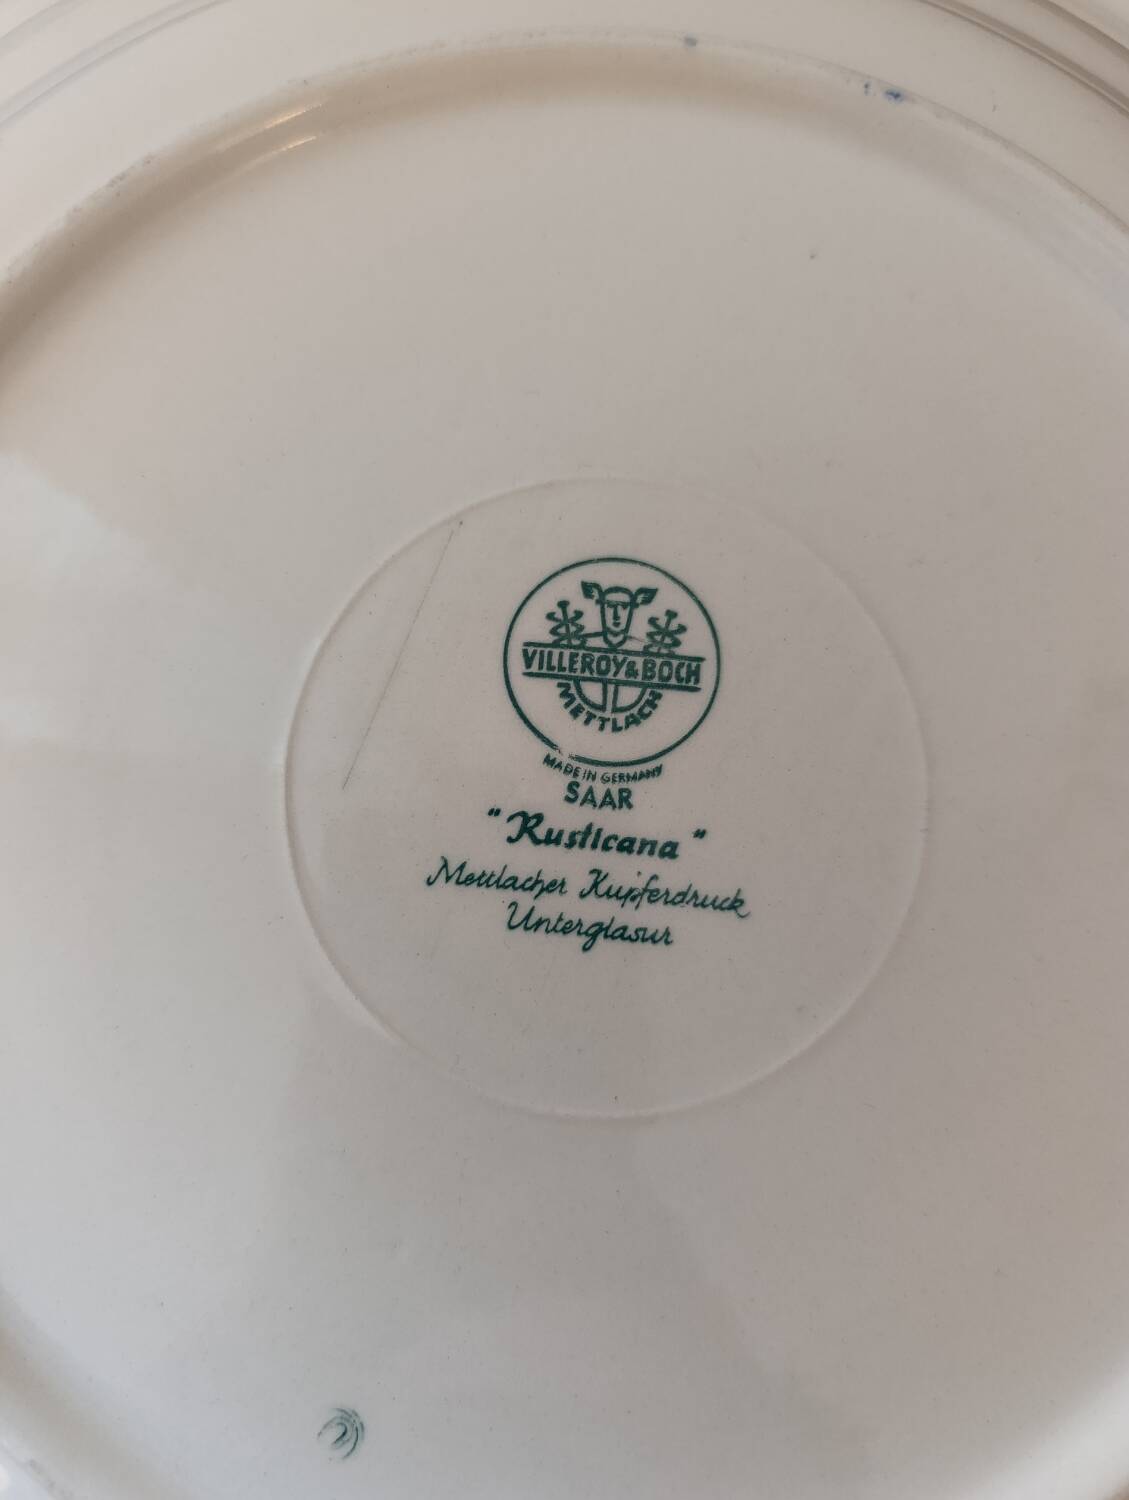 VILLEROY & BOCH
METTLACH
MADE IN GERMANY
SAAR
"Rusticana"
Mettlacher Kupferdruck
Unterglasur